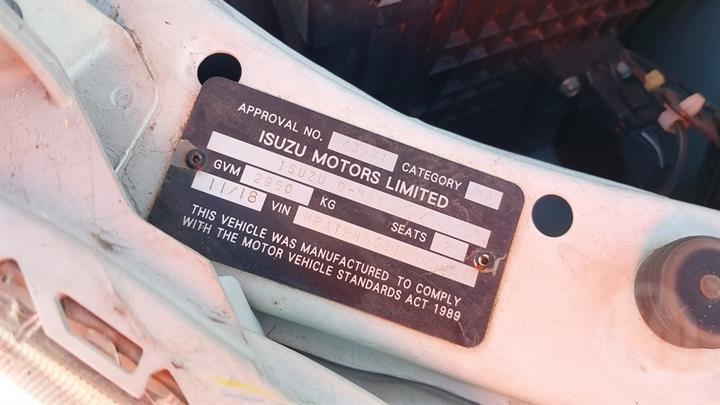 APPROVAL NO. CATEGORY
ISUZU MOTORS LIMITED
ISUZU D-MAX
GVM 2950 KG SEATS 2
11/18 VIN
THIS VEHICLE WAS MANUFACTURED TO COMPLY
WITH THE MOTOR VEHICLE STANDARDS ACT 1989